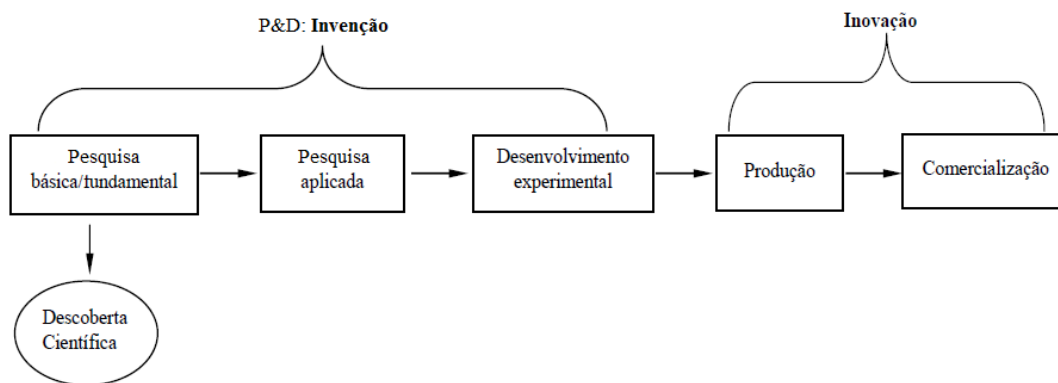 P&D: Invenção
Inovação
Pesquisa
básica/fundamental
Pesquisa
aplicada
Desenvolvimento
experimental
Produção
Comercialização
Descoberta
Científica